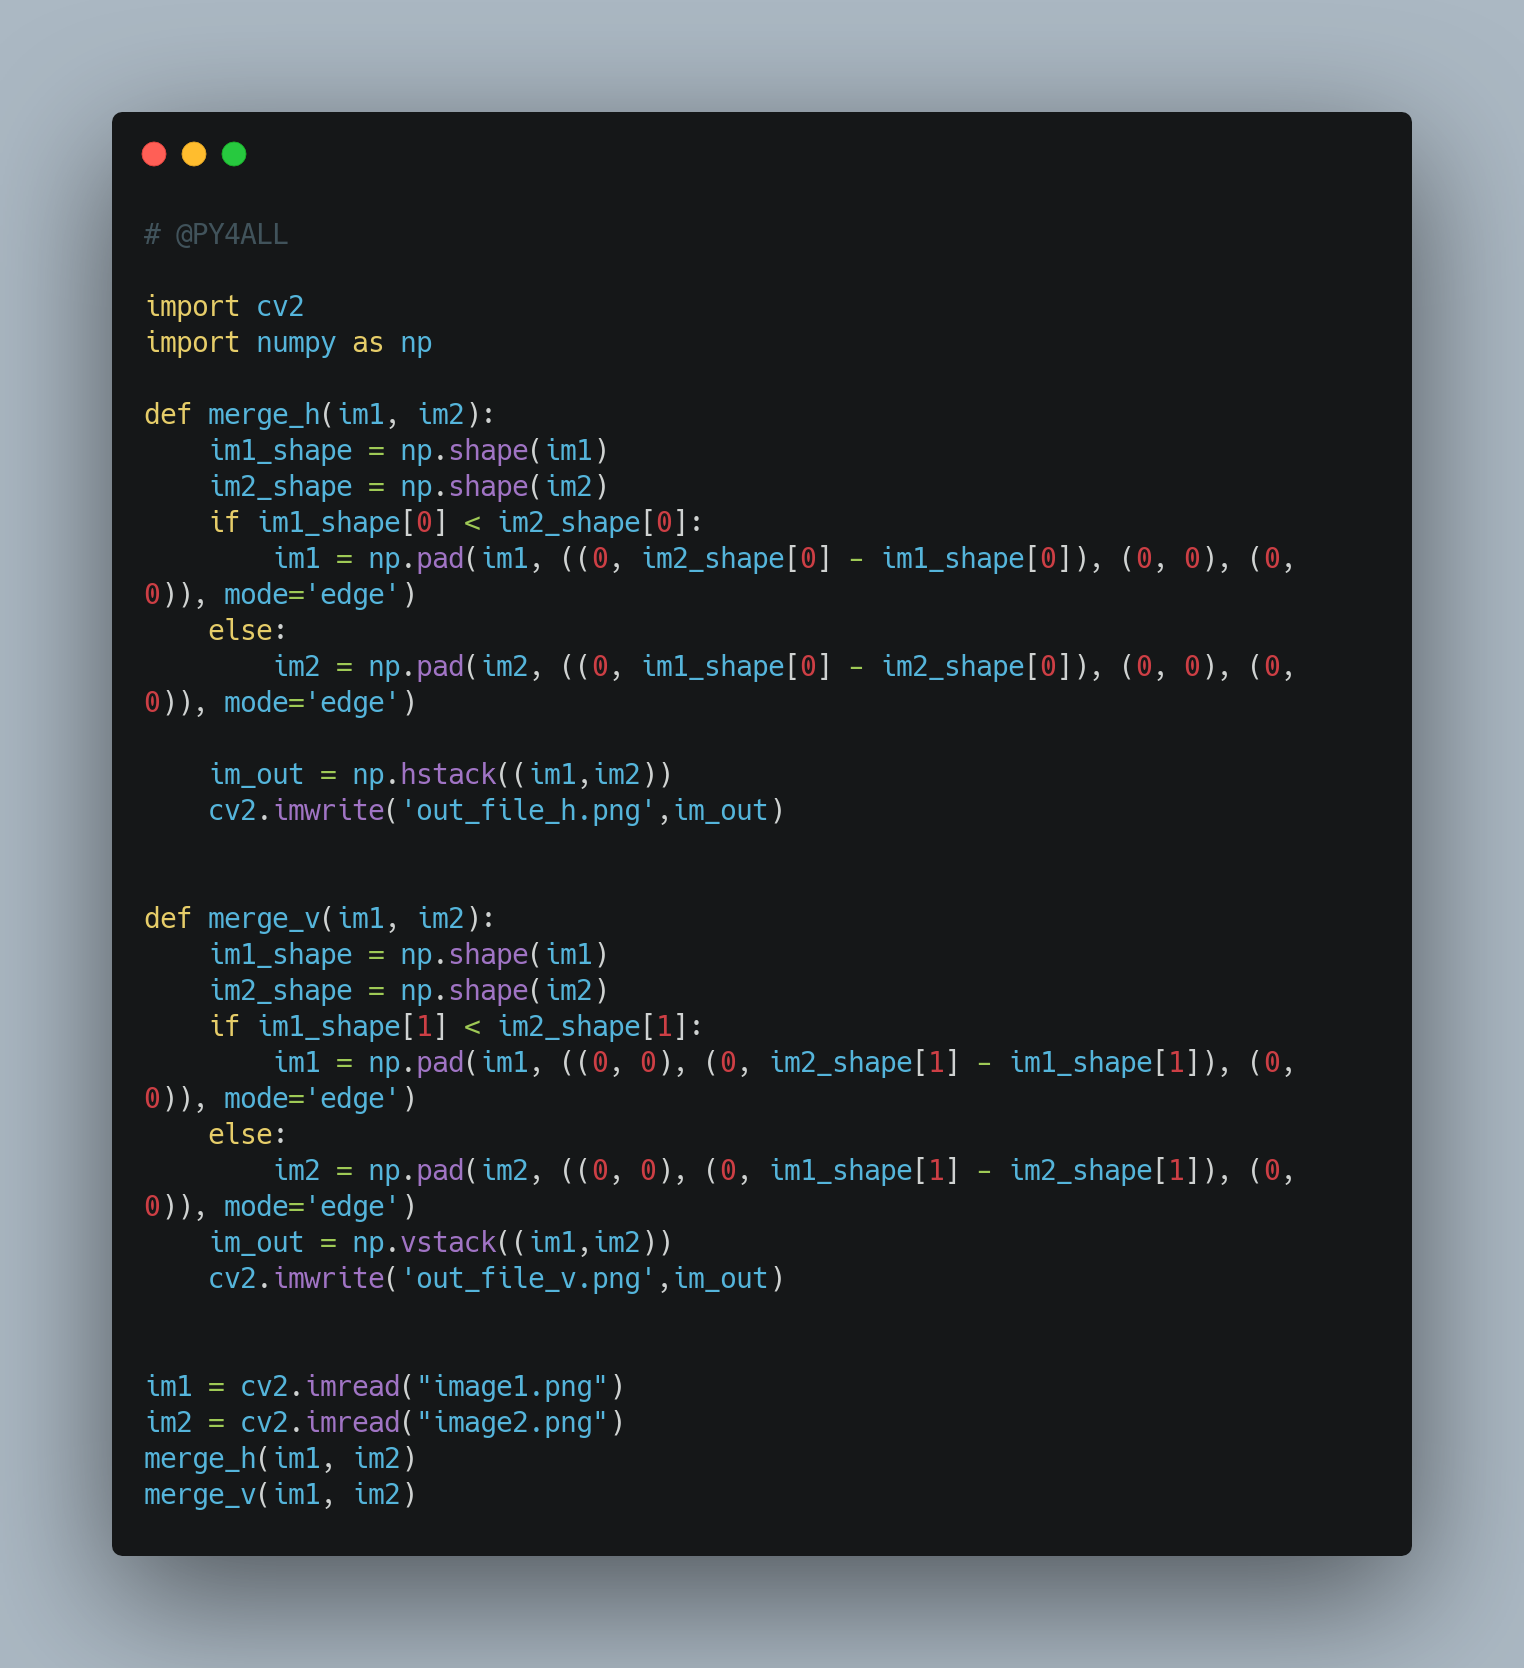 # @PY4ALL

import cv2
import numpy as np

def merge_h(im1, im2):
    im1_shape = np.shape(im1)
    im2_shape = np.shape(im2)
    if im1_shape[0] < im2_shape[0]:
        im1 = np.pad(im1, ((0, im2_shape[0] - im1_shape[0]), (0, 0), (0,
0)), mode='edge')
    else:
        im2 = np.pad(im2, ((0, im1_shape[0] - im2_shape[0]), (0, 0), (0,
0)), mode='edge')

    im_out = np.hstack((im1,im2))
    cv2.imwrite('out_file_h.png',im_out)


def merge_v(im1, im2):
    im1_shape = np.shape(im1)
    im2_shape = np.shape(im2)
    if im1_shape[1] < im2_shape[1]:
        im1 = np.pad(im1, ((0, 0), (0, im2_shape[1] - im1_shape[1]), (0,
0)), mode='edge')
    else:
        im2 = np.pad(im2, ((0, 0), (0, im1_shape[1] - im2_shape[1]), (0,
0)), mode='edge')
    im_out = np.vstack((im1,im2))
    cv2.imwrite('out_file_v.png',im_out)


im1 = cv2.imread("image1.png")
im2 = cv2.imread("image2.png")
merge_h(im1, im2)
merge_v(im1, im2)